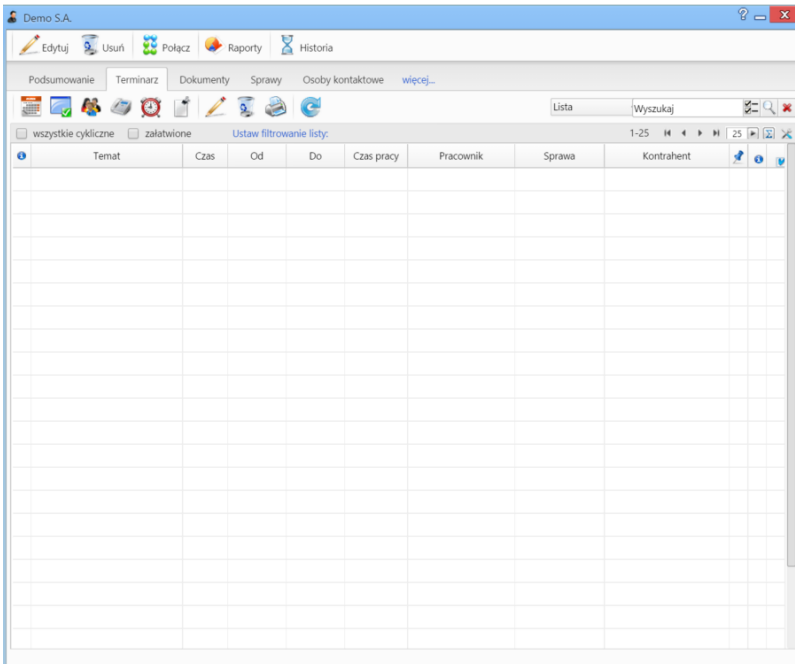 Demo S.A.
Edytuj Usuń Połącz Raporty Historia
Podsumowanie Terminarz Dokumenty Sprawy Osoby kontaktowe więcej...
Lista Wyszukaj
wszystkie cykliczne załatwione Ustaw filtrowanie listy: 1-25 25
Temat Czas Od Do Czas pracy Pracownik Sprawa Kontrahent